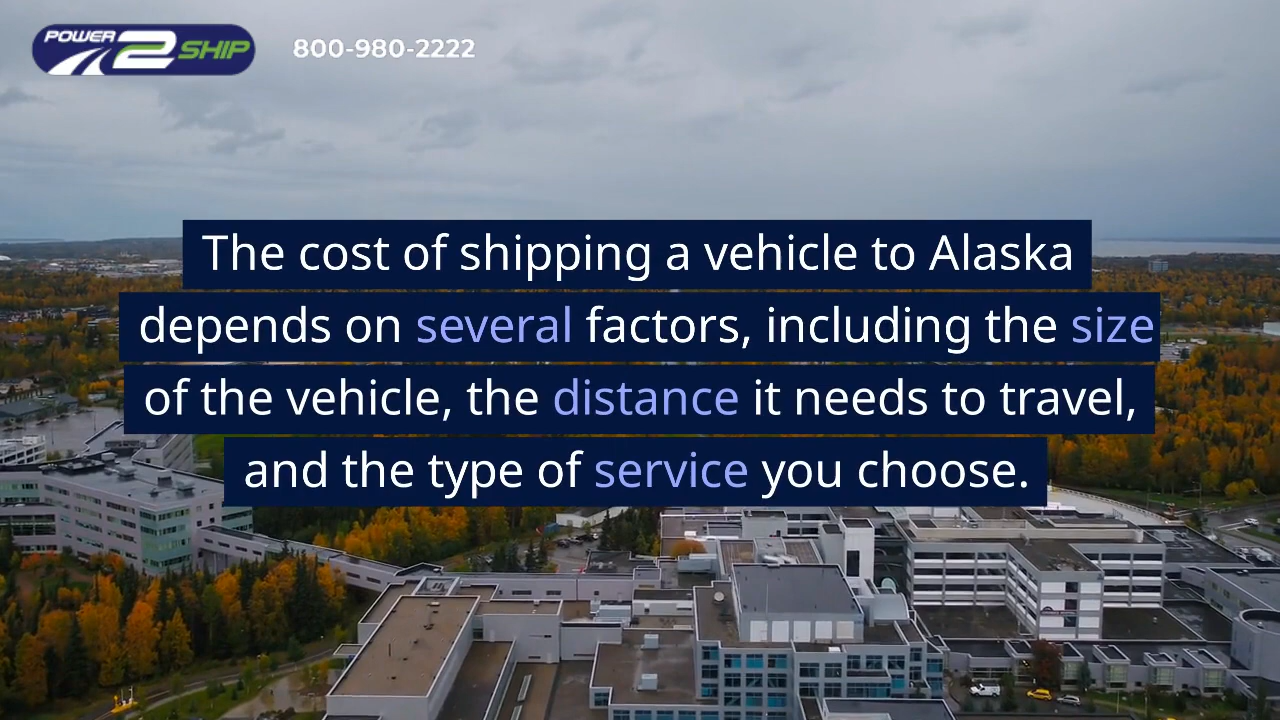 POWER 2 SHIP
800-980-2222
The cost of shipping a vehicle to Alaska
depends on several factors, including the size
of the vehicle, the distance it needs to travel,
and the type of service you choose.